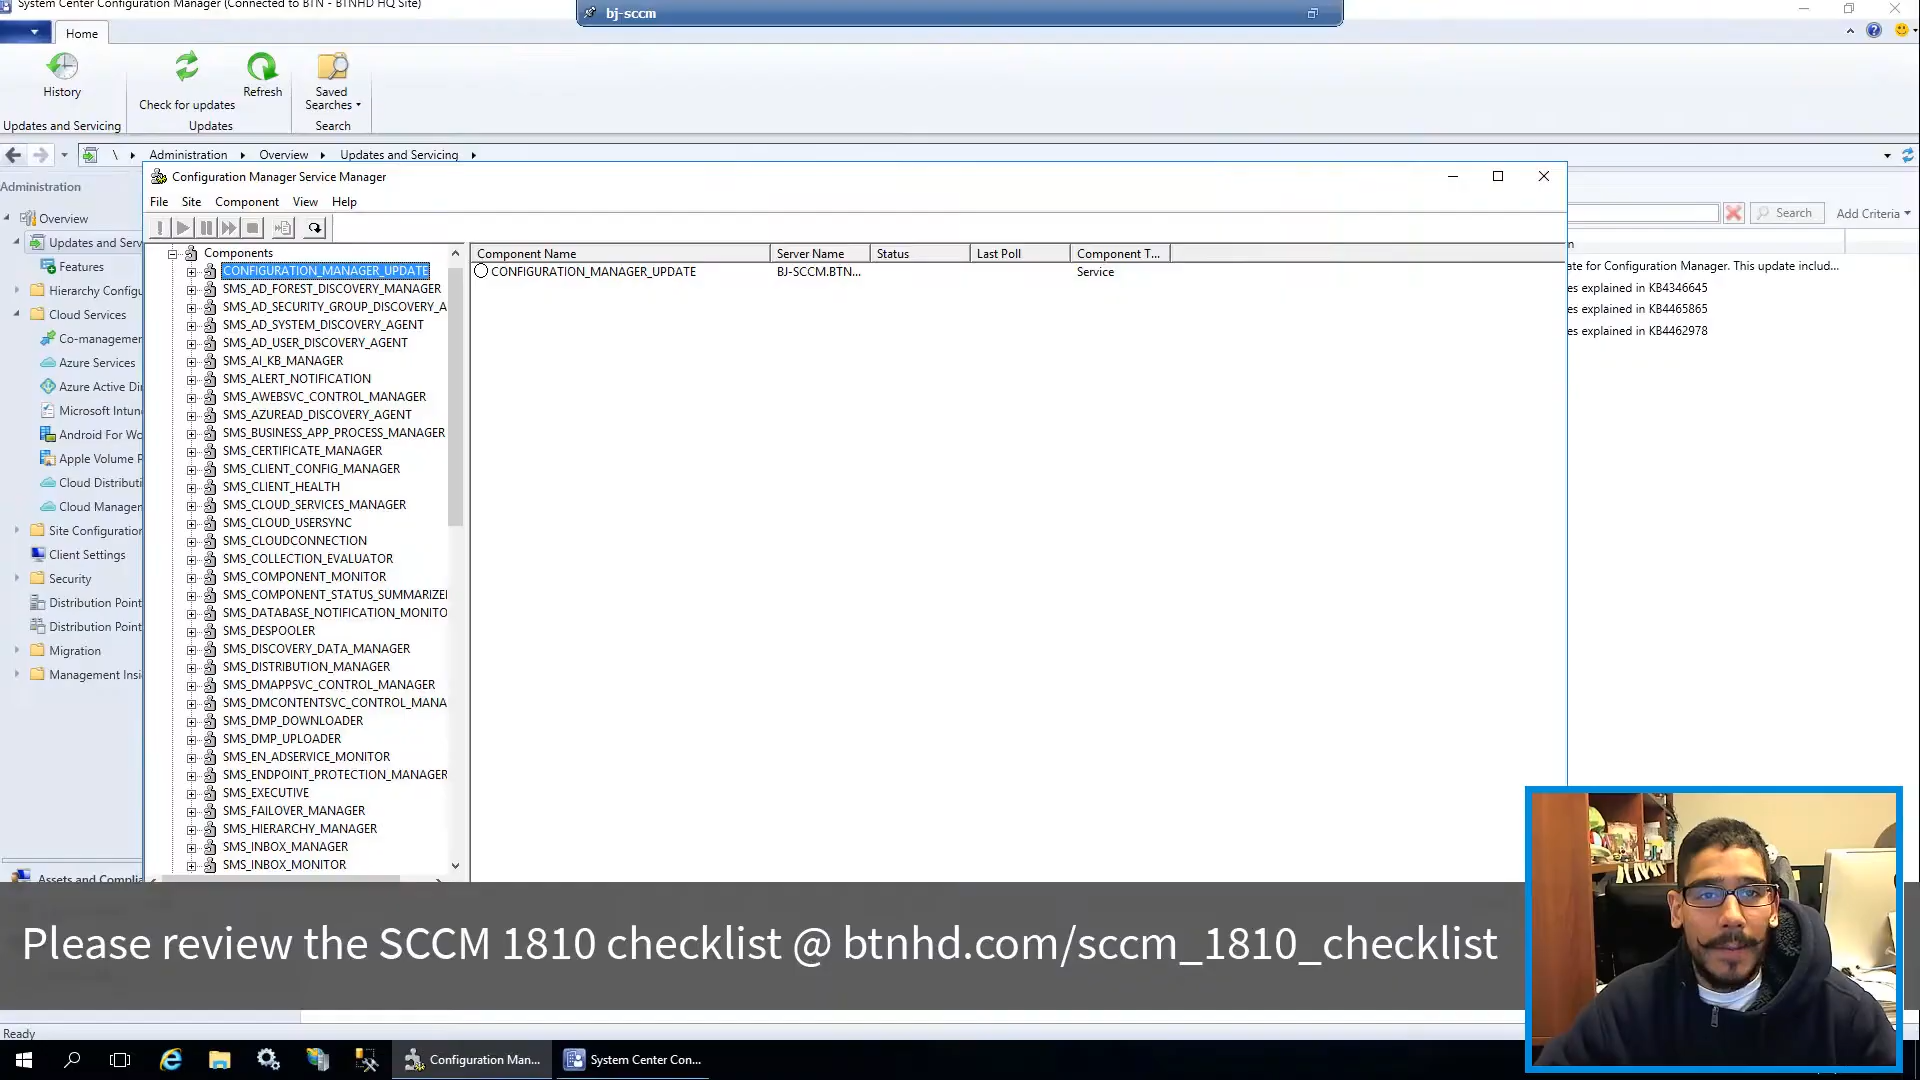 System Center Configuration Manager (Connected to BTN - BTNHD HQ Site)
bj-sccm
Home
History
Check for updates
Refresh
Saved
Searches
Updates and Servicing
Updates
Search
\ Administration Overview Updates and Servicing
Administration
Overview
Updates and Serv
Features
Hierarchy Configu
Cloud Services
Co-managemen
Azure Services
Azure Active Di
Microsoft Intun
Android For Wo
Apple Volume P
Cloud Distributi
Cloud Manager
Site Configuration
Client Settings
Security
Distribution Point
Distribution Point
Migration
Management Insi
Assets and Complia
Configuration Manager Service Manager
File Site Component View Help
Components
CONFIGURATION_MANAGER_UPDATE
SMS_AD_FOREST_DISCOVERY_MANAGER
SMS_AD_SECURITY_GROUP_DISCOVERY_A
SMS_AD_SYSTEM_DISCOVERY_AGENT
SMS_AD_USER_DISCOVERY_AGENT
SMS_AI_KB_MANAGER
SMS_ALERT_NOTIFICATION
SMS_AWEBSVC_CONTROL_MANAGER
SMS_AZUREAD_DISCOVERY_AGENT
SMS_BUSINESS_APP_PROCESS_MANAGER
SMS_CERTIFICATE_MANAGER
SMS_CLIENT_CONFIG_MANAGER
SMS_CLIENT_HEALTH
SMS_CLOUD_SERVICES_MANAGER
SMS_CLOUD_USERSYNC
SMS_CLOUDCONNECTION
SMS_COLLECTION_EVALUATOR
SMS_COMPONENT_MONITOR
SMS_COMPONENT_STATUS_SUMMARIZE
SMS_DATABASE_NOTIFICATION_MONITO
SMS_DESPOOLER
SMS_DISCOVERY_DATA_MANAGER
SMS_DISTRIBUTION_MANAGER
SMS_DMAPPSVC_CONTROL_MANAGER
SMS_DMCONTENTSVC_CONTROL_MANA
SMS_DMP_DOWNLOADER
SMS_DMP_UPLOADER
SMS_EN_ADSERVICE_MONITOR
SMS_ENDPOINT_PROTECTION_MANAGER
SMS_EXECUTIVE
SMS_FAILOVER_MANAGER
SMS_HIERARCHY_MANAGER
SMS_INBOX_MANAGER
SMS_INBOX_MONITOR
Component Name Server Name Status Last Poll Component T...
CONFIGURATION_MANAGER_UPDATE BJ-SCCM.BTN... Service
Search
Add Criteria
n
ate for Configuration Manager. This update includ...
es explained in KB4346645
es explained in KB4465865
es explained in KB4462978
Please review the SCCM 1810 checklist @ btnhd.com/sccm_1810_checklist
Ready
Configuration Man...
System Center Con...